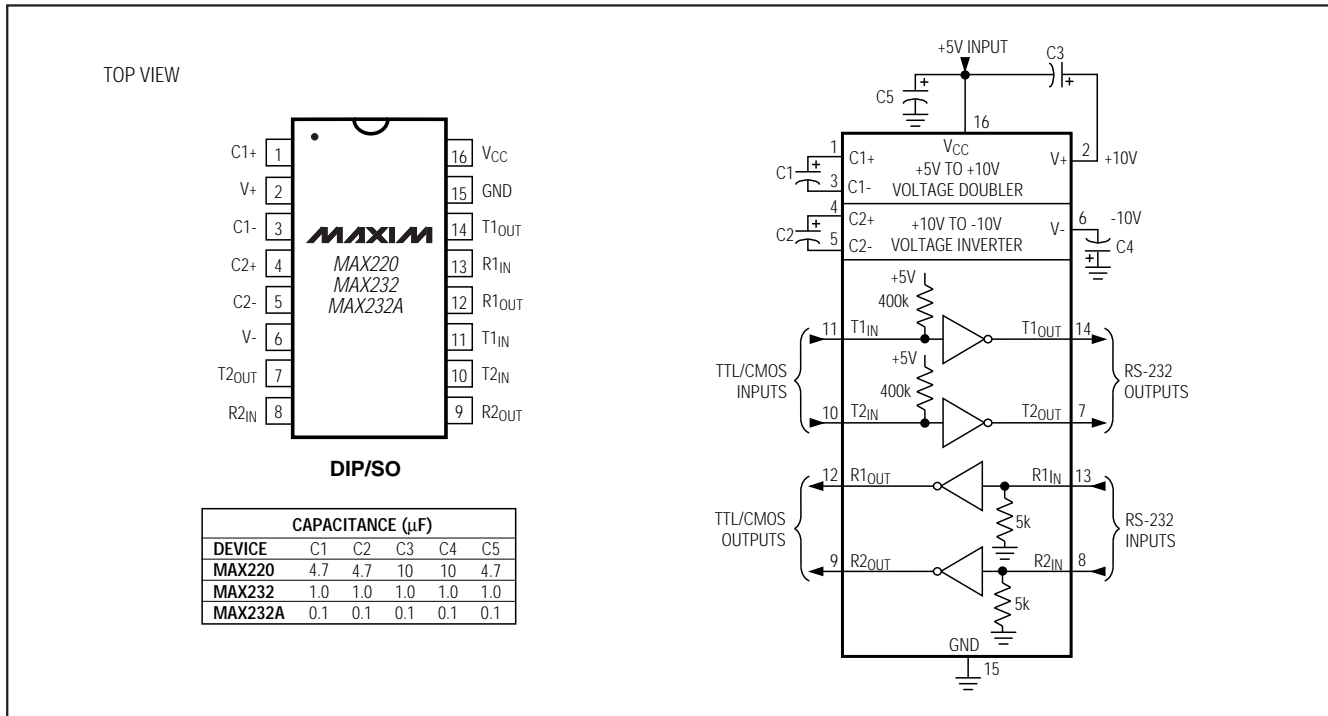 TOP VIEW
C1+ 1
V+ 2
C1- 3
C2+ 4
C2- 5
V- 6
T2OUT 7
R2IN 8
16 VCC
15 GND
14 T1OUT
13 R1IN
12 R1OUT
11 T1IN
10 T2IN
9 R2OUT
MAXIM
MAX220
MAX232
MAX232A
DIP/SO
CAPACITANCE (µF)
DEVICE C1 C2 C3 C4 C5
MAX220 4.7 4.7 10 10 4.7
MAX232 1.0 1.0 1.0 1.0 1.0
MAX232A 0.1 0.1 0.1 0.1 0.1
+5V INPUT
C3
+
+
C5
16
1
C1+
VCC
V+
2
+10V
+5V TO +10V
VOLTAGE DOUBLER
C1
+
3
C1-
4
C2+
+10V TO -10V
VOLTAGE INVERTER
C2
+
5
C2-
V-
6
-10V
C4
+
+5V
400k
11
T1IN
T1OUT
14
+5V
400k
TTL/CMOS
INPUTS
RS-232
OUTPUTS
10
T2IN
T2OUT
7
12
R1OUT
R1IN
13
5k
TTL/CMOS
OUTPUTS
RS-232
INPUTS
9
R2OUT
R2IN
8
5k
GND
15